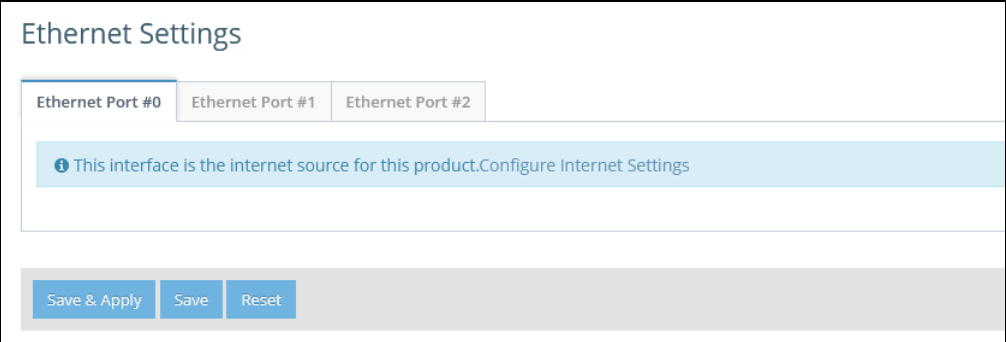 Ethernet Settings
Ethernet Port #0 Ethernet Port #1 Ethernet Port #2
This interface is the internet source for this product.Configure Internet Settings
Save & Apply Save Reset